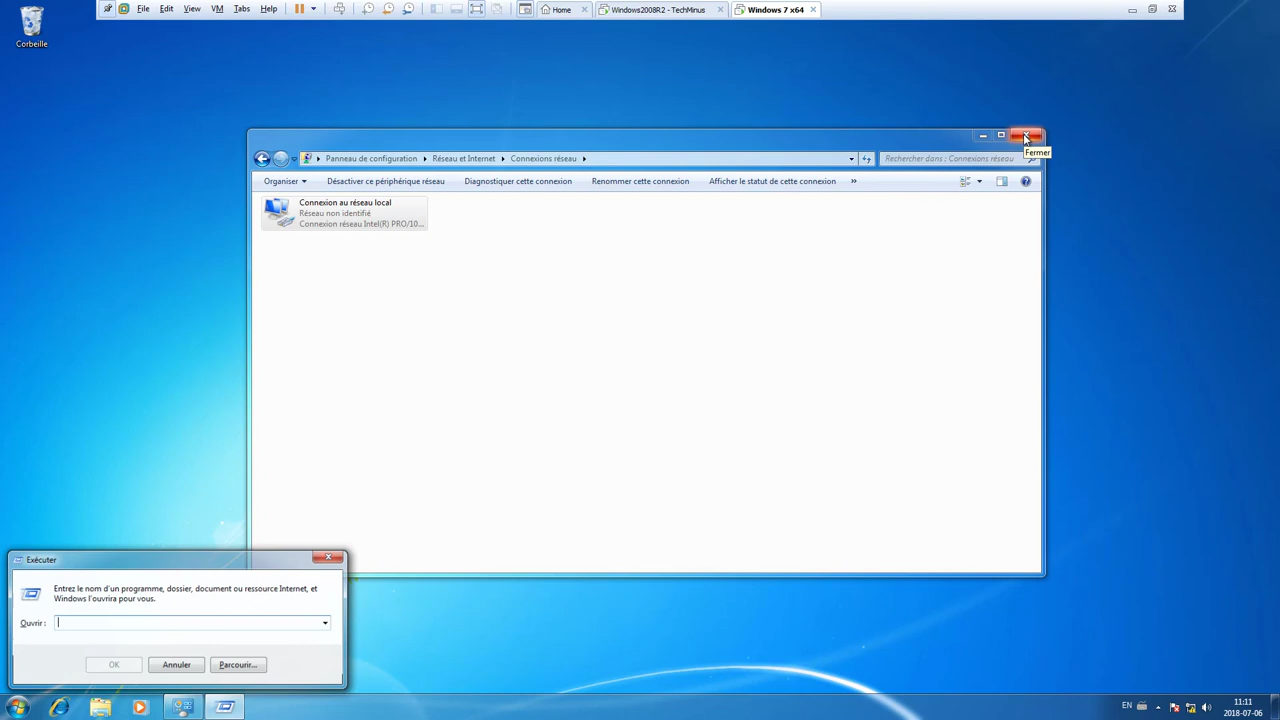 File Edit View VM Tabs Help
Home
Windows2008R2 - TechMinus
Windows 7 x64
Corbeille
Fermer
Panneau de configuration
Réseau et Internet
Connexions réseau
Rechercher dans : Connexions réseau
Organiser
Désactiver ce périphérique réseau
Diagnostiquer cette connexion
Renommer cette connexion
Afficher le statut de cette connexion
»
Connexion au réseau local
Réseau non identifié
Connexion réseau Intel(R) PRO/10...
Exécuter
Entrez le nom d'un programme, dossier, document ou ressource Internet, et
Windows l'ouvrira pour vous.
Ouvrir :
OK
Annuler
Parcourir...
EN
11:11
2018-07-06